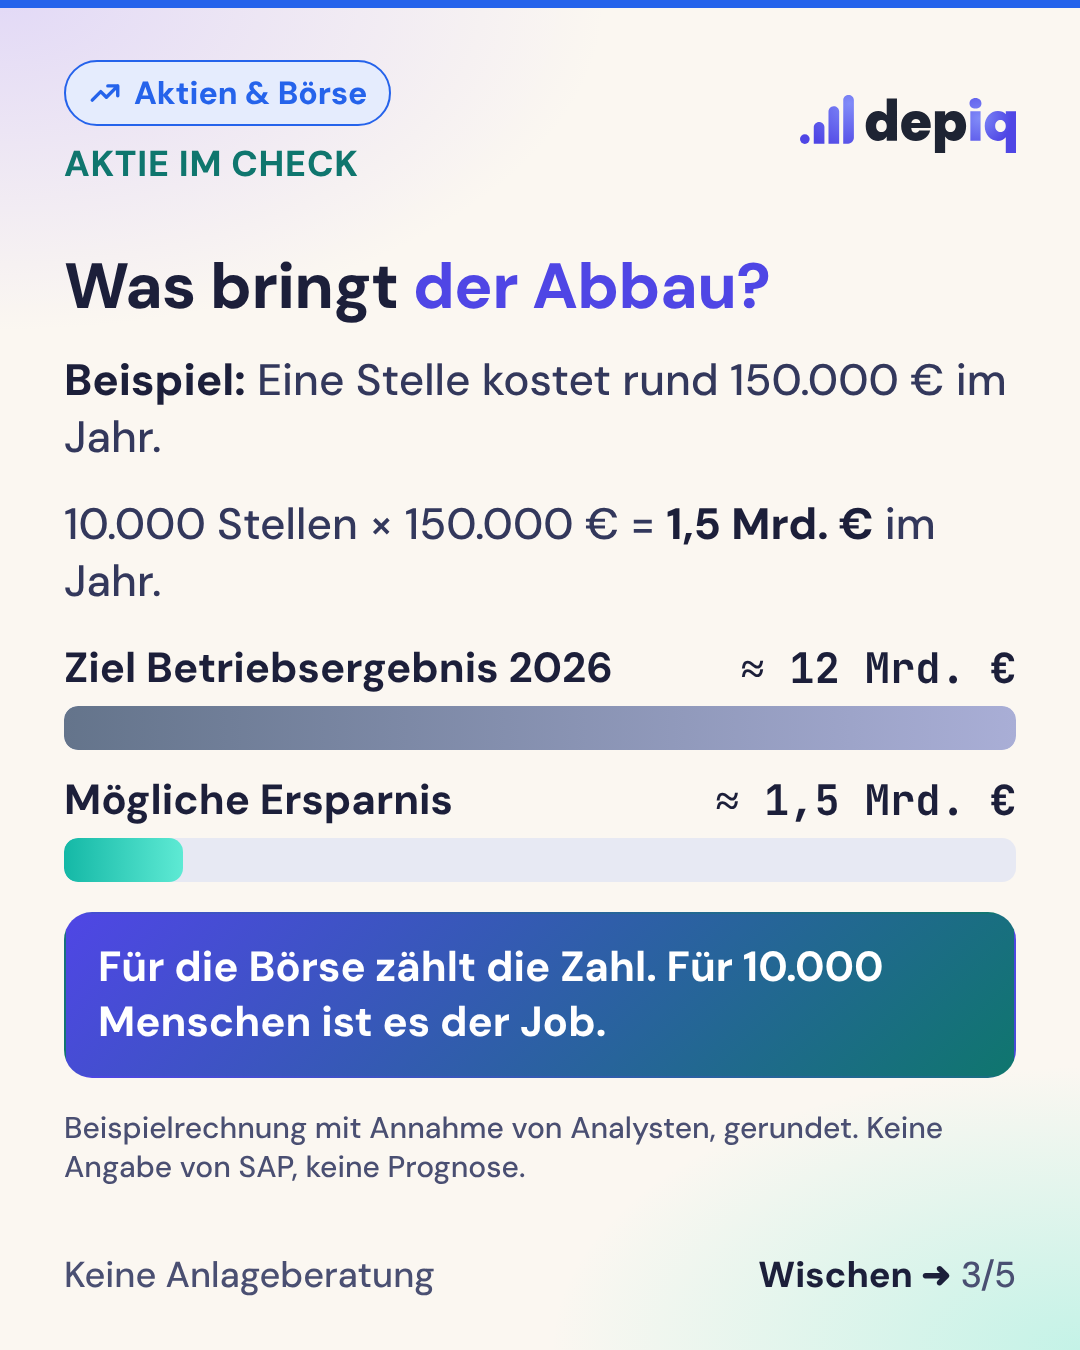 Aktien & Börse
depiq
AKTIE IM CHECK
Was bringt der Abbau?
Beispiel: Eine Stelle kostet rund 150.000 € im
Jahr.
10.000 Stellen × 150.000 € = 1,5 Mrd. € im
Jahr.
Ziel Betriebsergebnis 2026 ≈ 12 Mrd. €
Mögliche Ersparnis ≈ 1,5 Mrd. €
Für die Börse zählt die Zahl. Für 10.000
Menschen ist es der Job.
Beispielrechnung mit Annahme von Analysten, gerundet. Keine
Angabe von SAP, keine Prognose.
Keine Anlageberatung Wischen ➜ 3/5